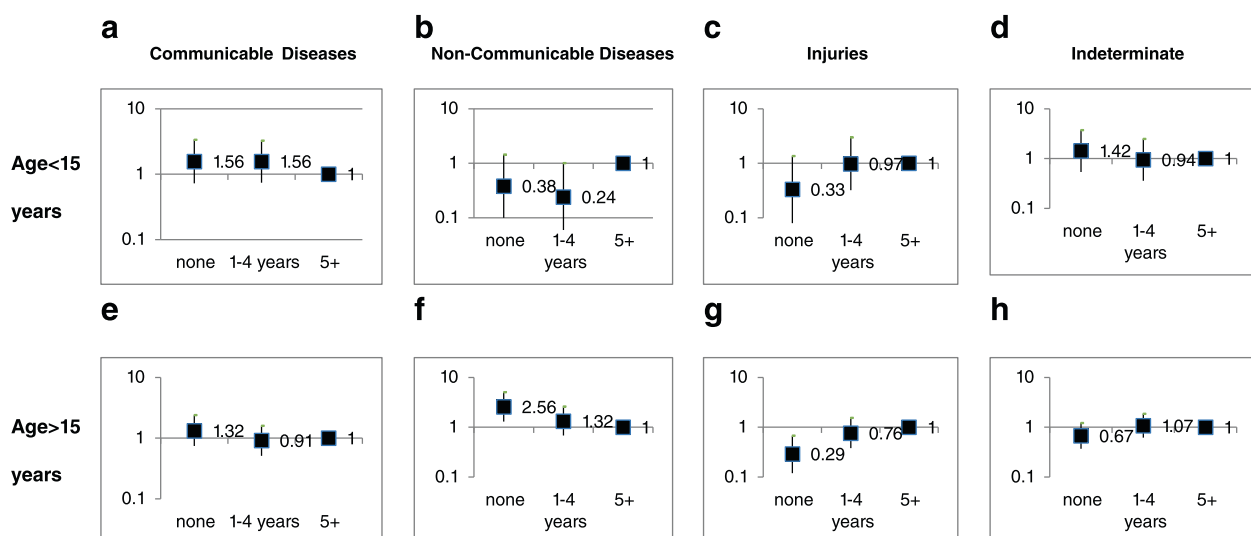 a
Communicable Diseases
b
Non-Communicable Diseases
c
Injuries
d
Indeterminate
Age<15
years
10
1
0.1
1.56
1.56
1
none 1-4 years 5+
10
1
0.1
0.38
0.24
1
none 1-4 5+
years
10
1
0.1
0.33
0.97
1
none 1-4 5+
years
10
1
0.1
1.42
0.94
1
none 1-4 5+
years
e
f
g
h
Age>15
years
10
1
0.1
1.32
0.91
1
none 1-4 years 5+
10
1
0.1
2.56
1.32
1
none 1-4 5+
years
10
1
0.1
0.29
0.76
1
none 1-4 5+
years
10
1
0.1
0.67
1.07
1
none 1-4 5+
years